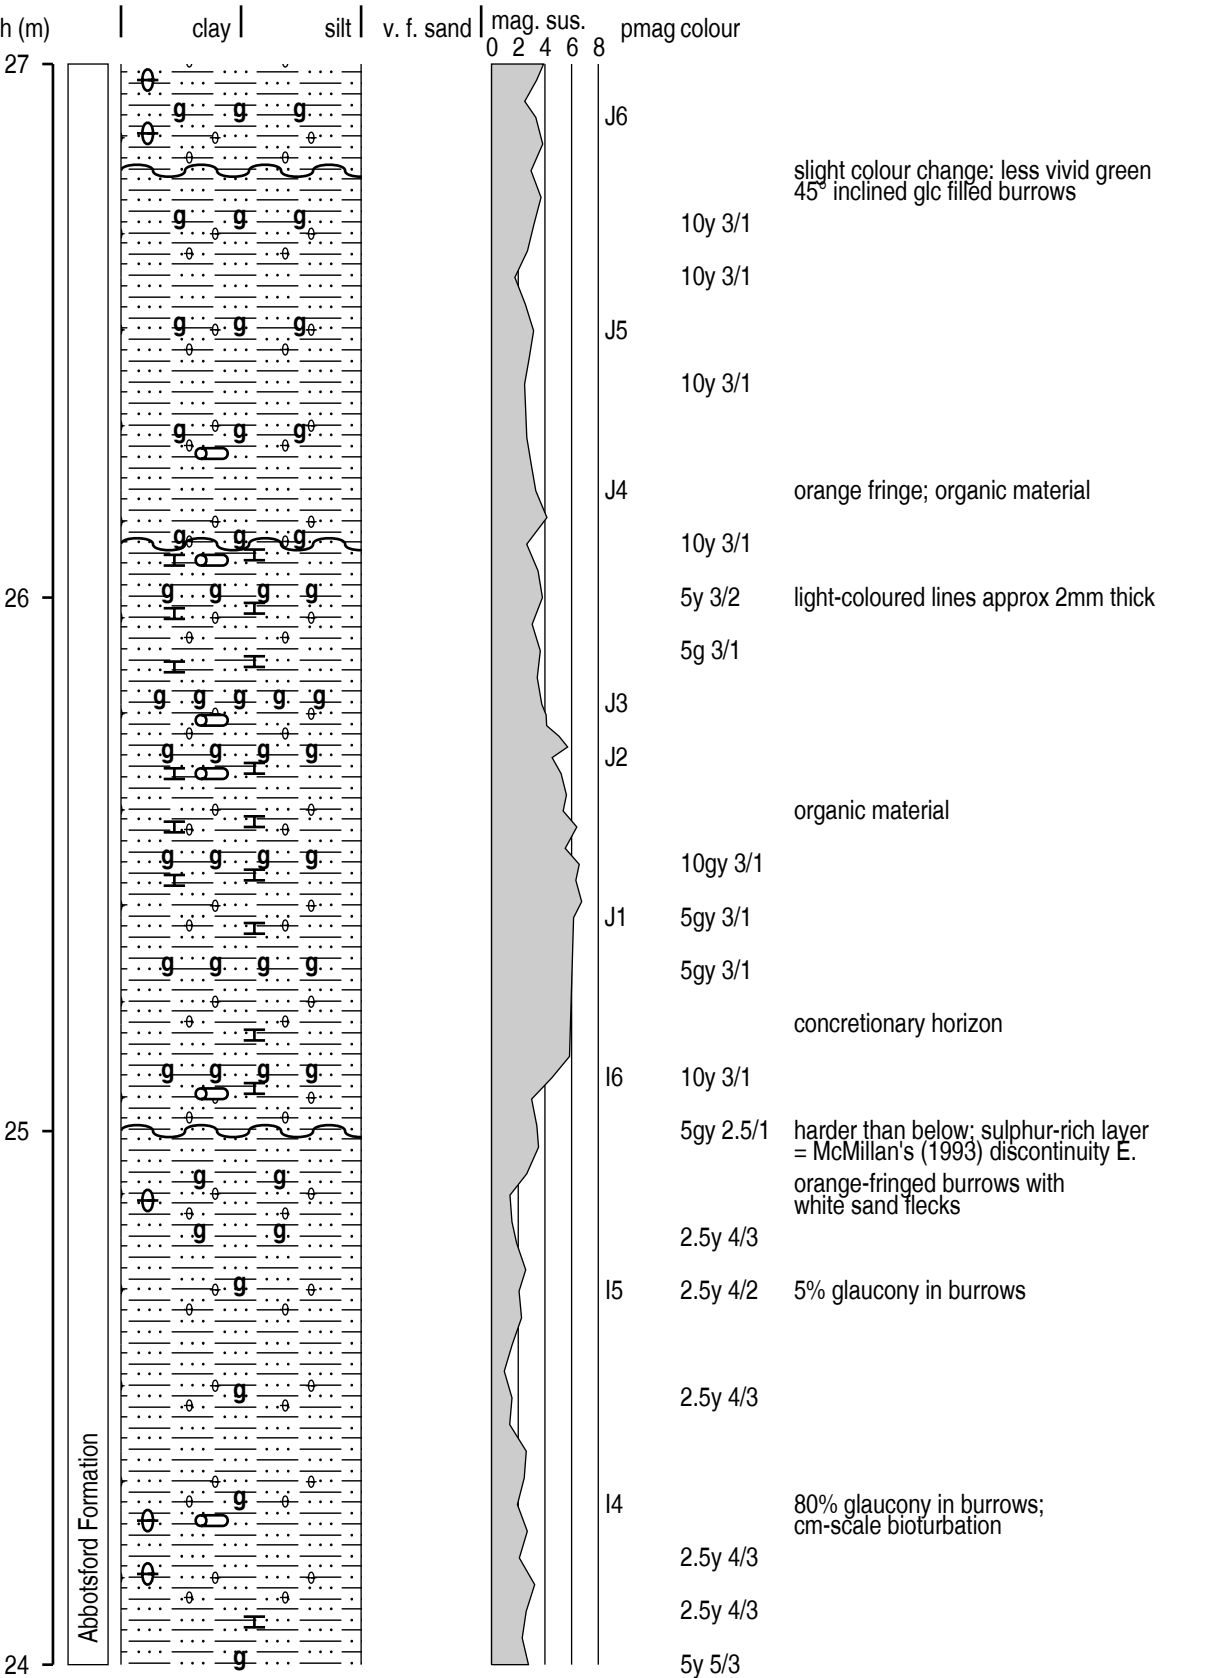 h (m) clay silt v. f. sand mag. sus. pmag colour
0 2 4 6 8
27
g g g J6
slight colour change: less vivid green
45° inclined glc filled burrows
g g g 10y 3/1
10y 3/1
g g g J5
10y 3/1
g g g
J4 orange fringe; organic material
g g g 10y 3/1
26 g g g g 5y 3/2 light-coloured lines approx 2mm thick
5g 3/1
g g g g g J3
g g g g J2
organic material
g g g g 10gy 3/1
J1 5gy 3/1
g g g g 5gy 3/1
concretionary horizon
g g g g I6 10y 3/1
25 5gy 2.5/1 harder than below; sulphur-rich layer
= McMillan's (1993) discontinuity E.
g g orange-fringed burrows with
white sand flecks
g g 2.5y 4/3
g I5 2.5y 4/2 5% glaucony in burrows
g 2.5y 4/3
g I4 80% glaucony in burrows;
cm-scale bioturbation
2.5y 4/3
2.5y 4/3
Abbotsford Formation
24 g 5y 5/3